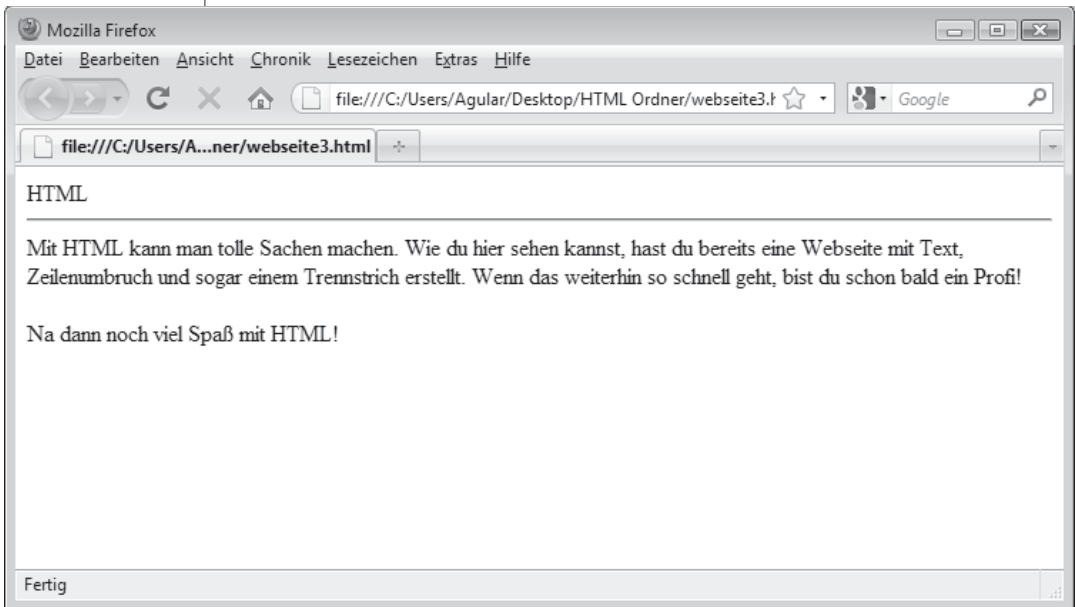 Mozilla Firefox
Datei Bearbeiten Ansicht Chronik Lesezeichen Extras Hilfe
file:///C:/Users/Agular/Desktop/HTML Ordner/webseite3.h Google
file:///C:/Users/A...ner/webseite3.html
HTML
Mit HTML kann man tolle Sachen machen. Wie du hier sehen kannst, hast du bereits eine Webseite mit Text,
Zeilenumbruch und sogar einem Trennstrich erstellt. Wenn das weiterhin so schnell geht, bist du schon bald ein Profi!
Na dann noch viel Spaß mit HTML!
Fertig